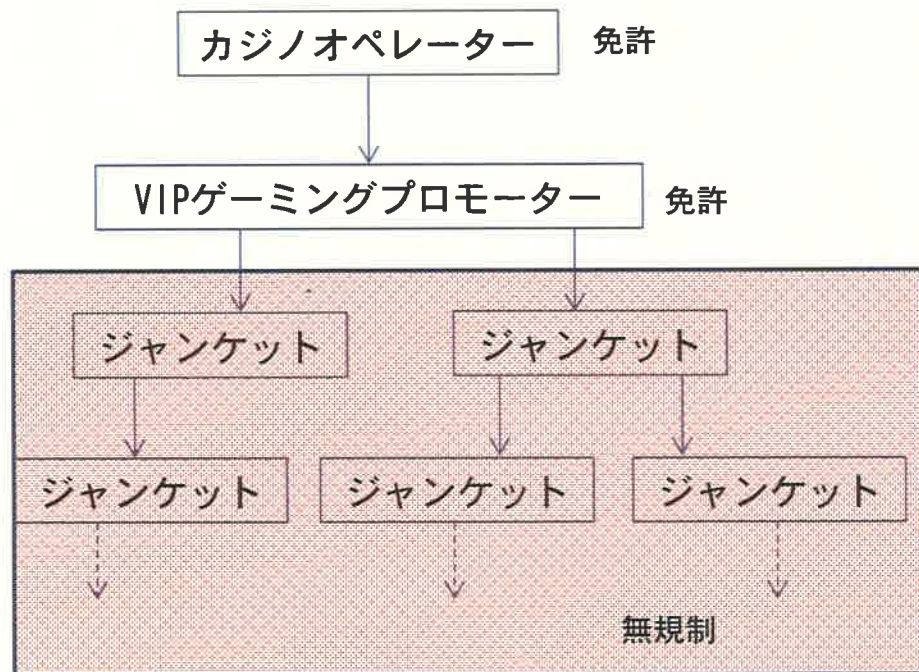 カジノオペレーター 免許
VIPゲーミングプロモーター 免許
ジャンケット ジャンケット
ジャンケット ジャンケット ジャンケット
無規制